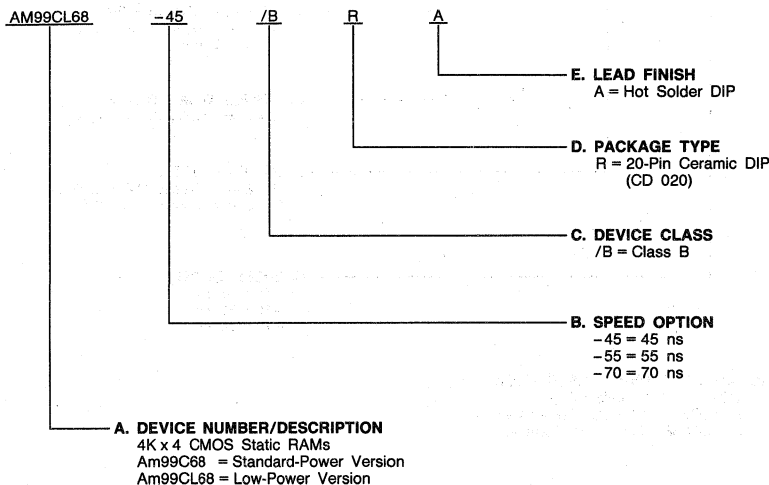 AM99CL68 -45 /B R A
E. LEAD FINISH
A = Hot Solder DIP
D. PACKAGE TYPE
R = 20-Pin Ceramic DIP
(CD 020)
C. DEVICE CLASS
/B = Class B
B. SPEED OPTION
-45 = 45 ns
-55 = 55 ns
-70 = 70 ns
A. DEVICE NUMBER/DESCRIPTION
4K x 4 CMOS Static RAMs
Am99C68 = Standard-Power Version
Am99CL68 = Low-Power Version